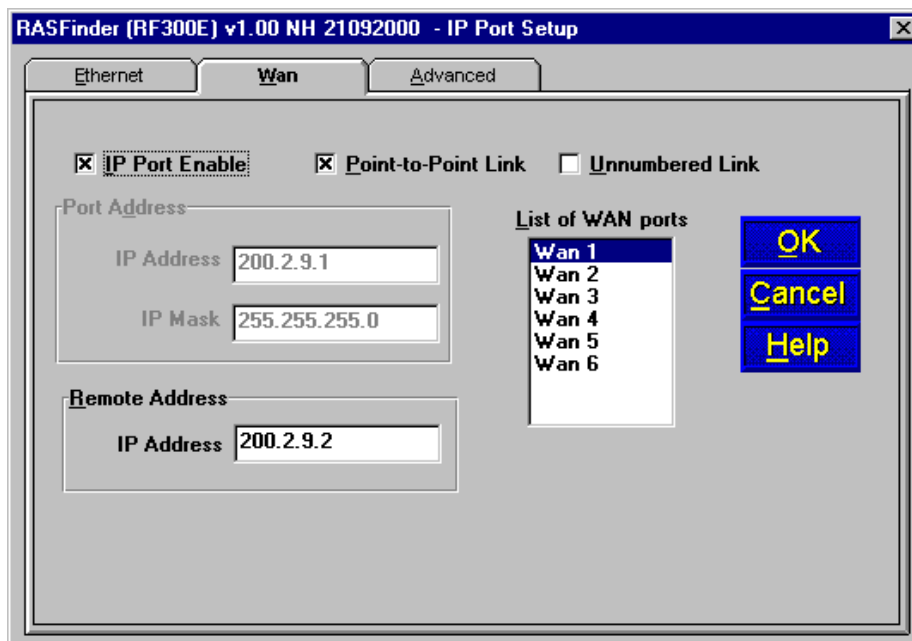 RASFinder (RF300E) v1.00 NH 21092000 - IP Port Setup
Ethernet
Wan
Advanced
IP Port Enable
Point-to-Point Link
Unnumbered Link
Port Address
IP Address 200.2.9.1
IP Mask 255.255.255.0
Remote Address
IP Address 200.2.9.2
List of WAN ports
Wan 1
Wan 2
Wan 3
Wan 4
Wan 5
Wan 6
OK
Cancel
Help